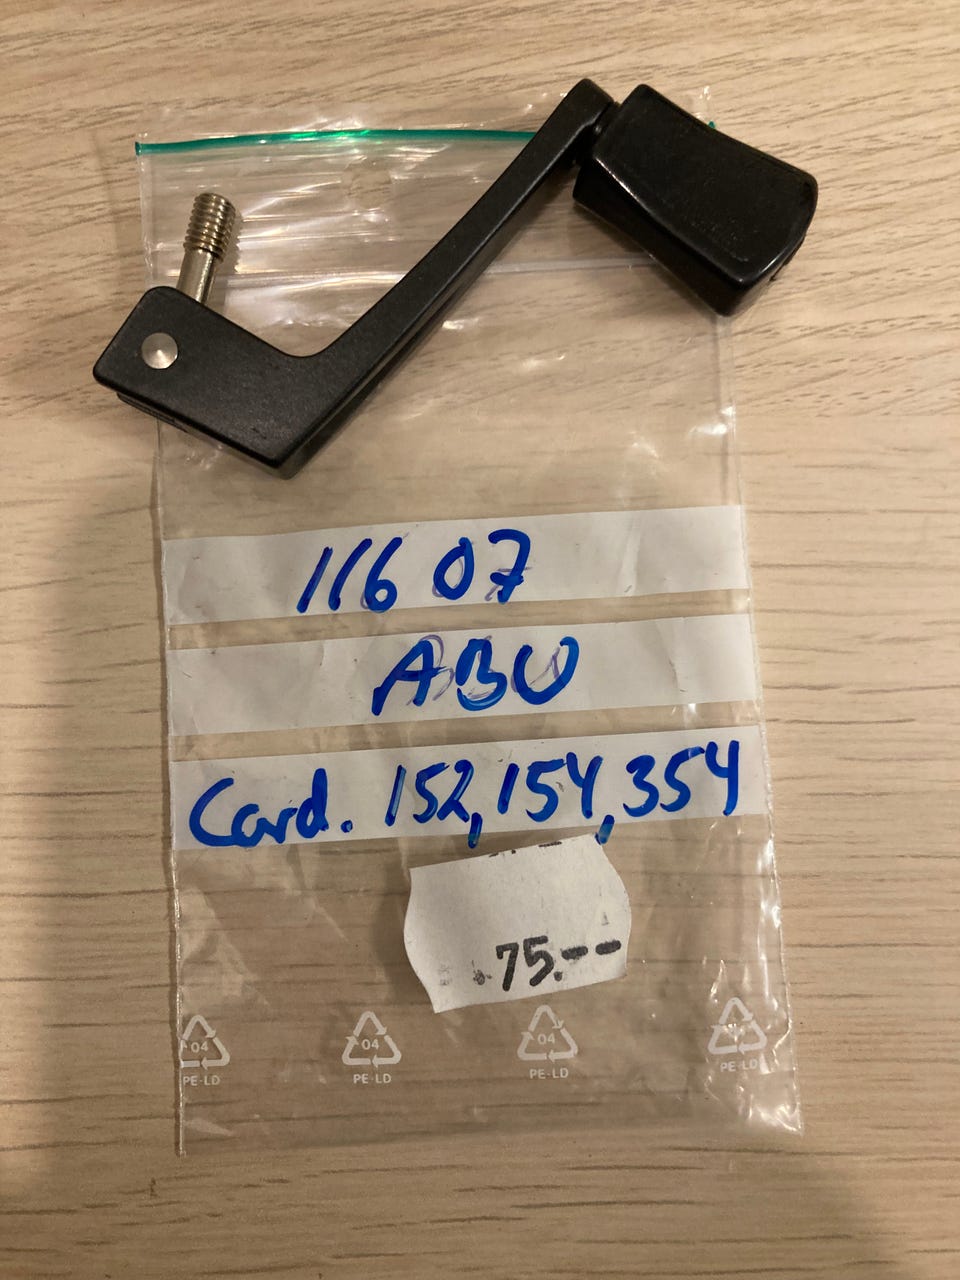 116 07
ABU
Card. 152,154,354
75.--
04 04 04
PE-LD PE-LD PE-LD PE-LD